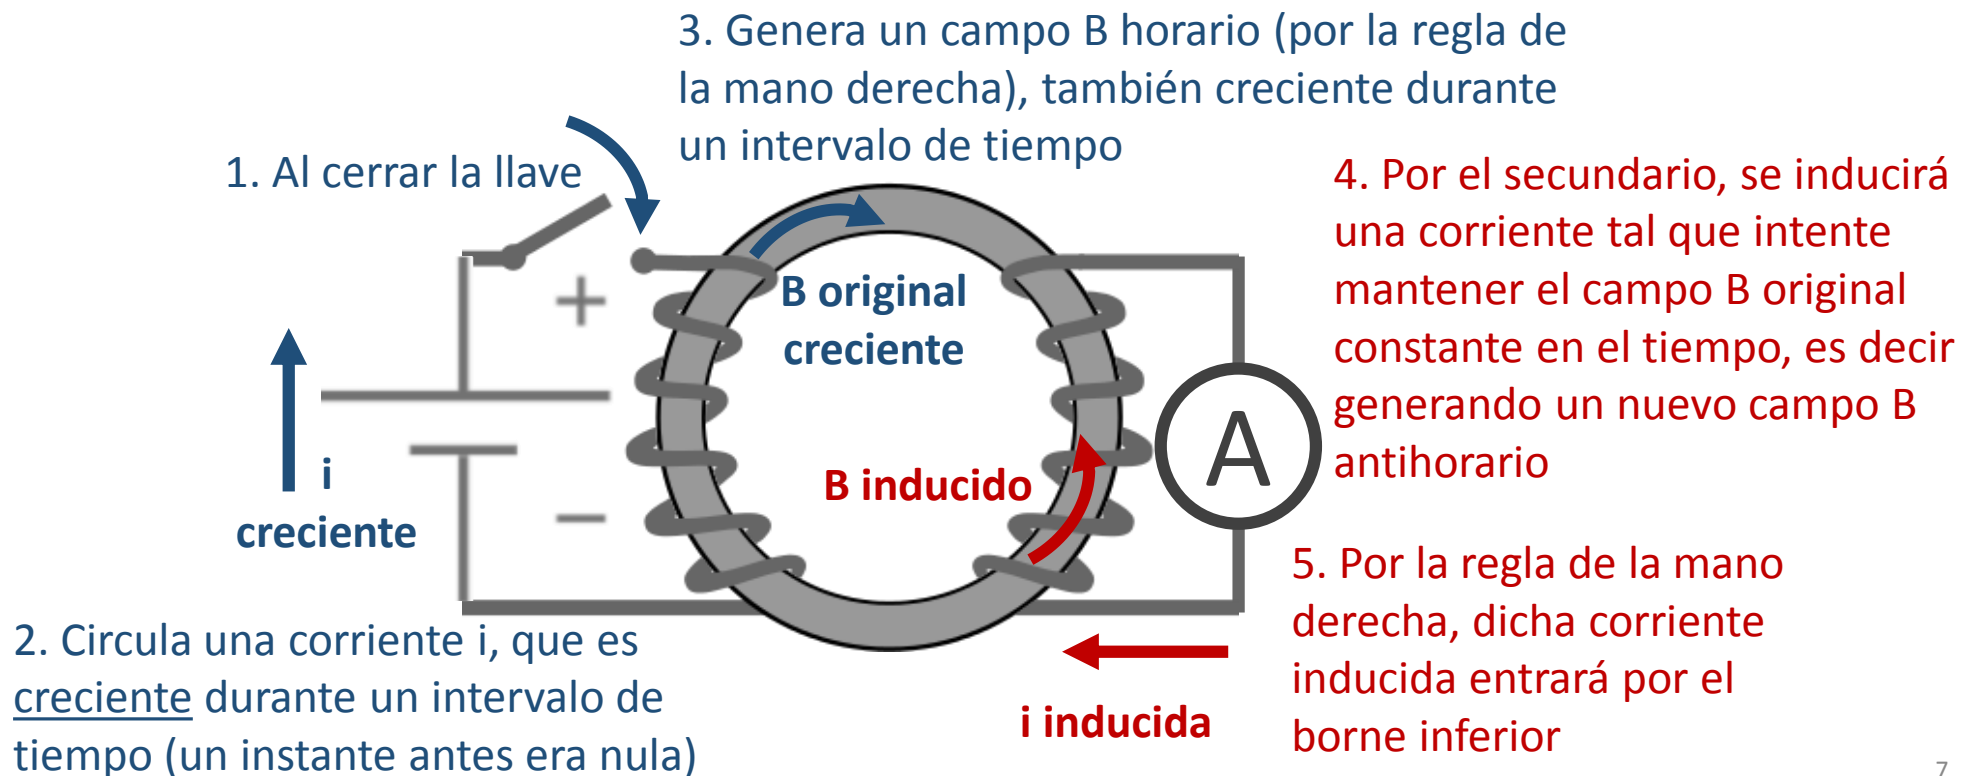 3. Genera un campo B horario (por la regla de
la mano derecha), también creciente durante
un intervalo de tiempo
1. Al cerrar la llave
4. Por el secundario, se inducirá
una corriente tal que intente
mantener el campo B original
constante en el tiempo, es decir
generando un nuevo campo B
antihorario
+
B original
creciente
A
i
creciente
B inducido
−
5. Por la regla de la mano
derecha, dicha corriente
inducida entrará por el
borne inferior
2. Circula una corriente i, que es
creciente durante un intervalo de
tiempo (un instante antes era nula)
i inducida
7